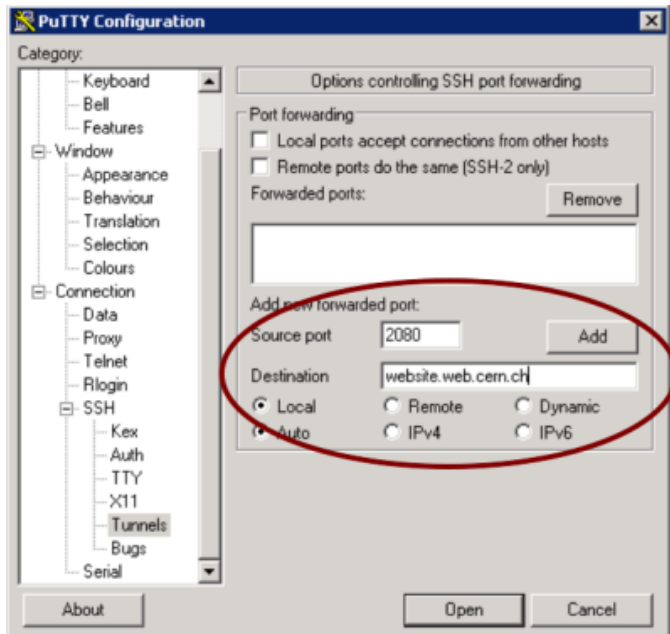 PuTTY Configuration
Category:
Keyboard
Bell
Features
Window
Appearance
Behaviour
Translation
Selection
Colours
Connection
Data
Proxy
Telnet
Rlogin
SSH
Kex
Auth
TTY
X11
Tunnels
Bugs
Serial
Options controlling SSH port forwarding
Port forwarding
Local ports accept connections from other hosts
Remote ports do the same (SSH-2 only)
Forwarded ports: Remove
Add new forwarded port:
Source port 2080 Add
Destination website.web.cern.ch
Local Remote Dynamic
Auto IPv4 IPv6
About Open Cancel